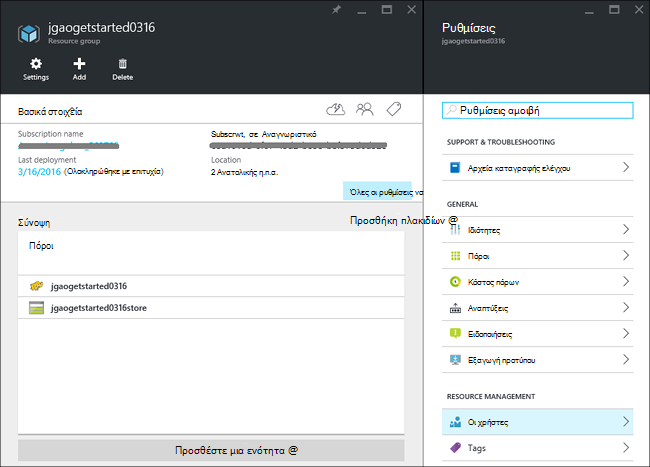 jgaogetstarted0316
Resource group
Settings
Add
Delete
Βασικά στοιχεία
Subscription name
Subscrwt, σε Αναγνωριστικό
Last deployment
Location
3/16/2016 (Ολοκληρώθηκε με επιτυχία)
2 Ανατολικής η.π.α.
Όλες οι ρυθμίσεις να
Σύνοψη
Προσθήκη πλακιδίων @
Πόροι
jgaogetstarted0316
jgaogetstarted0316store
Προσθέστε μια ενότητα @
Ρυθμίσεις
jgaogetstarted0316
Ρυθμίσεις αμοιβή
SUPPORT & TROUBLESHOOTING
Αρχεία καταγραφής ελέγχου
GENERAL
Ιδιότητες
Πόροι
Κόστος πόρων
Αναπτύξεις
Ειδοποιήσεις
Εξαγωγή προτύπου
RESOURCE MANAGEMENT
Οι χρήστες
Tags